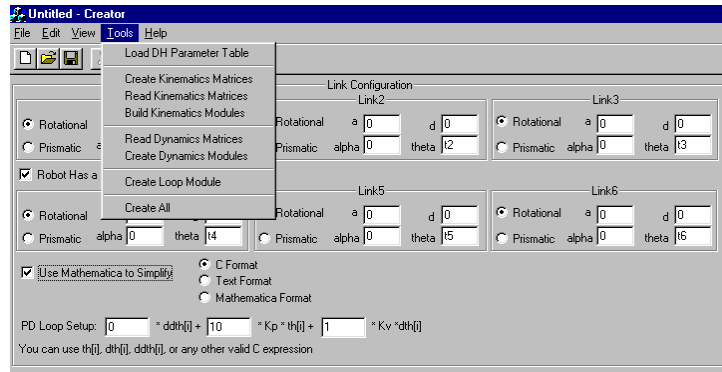 Untitled - Creator
File Edit View Tools Help
Load DH Parameter Table
Create Kinematics Matrices
Read Kinematics Matrices
Build Kinematics Modules
Read Dynamics Matrices
Create Dynamics Modules
Create Loop Module
Create All
Link Configuration
Link2
Link3
Rotational
Rotational a 0 d 0
Rotational a 0 d 0
Prismatic a
Prismatic alpha 0 theta t2
Prismatic alpha 0 theta t3
Robot Has a
Link5
Link6
Rotational
Rotational a 0 d 0
Rotational a 0 d 0
Prismatic alpha 0 theta t4
Prismatic alpha 0 theta t5
Prismatic alpha 0 theta t6
Use Mathematica to Simplify
C Format
Text Format
Mathematica Format
PD Loop Setup: 0 * ddth[i] + 10 * Kp * th[i] + 1 * Kv *dth[i]
You can use th[i], dth[i], ddth[i], or any other valid C expression